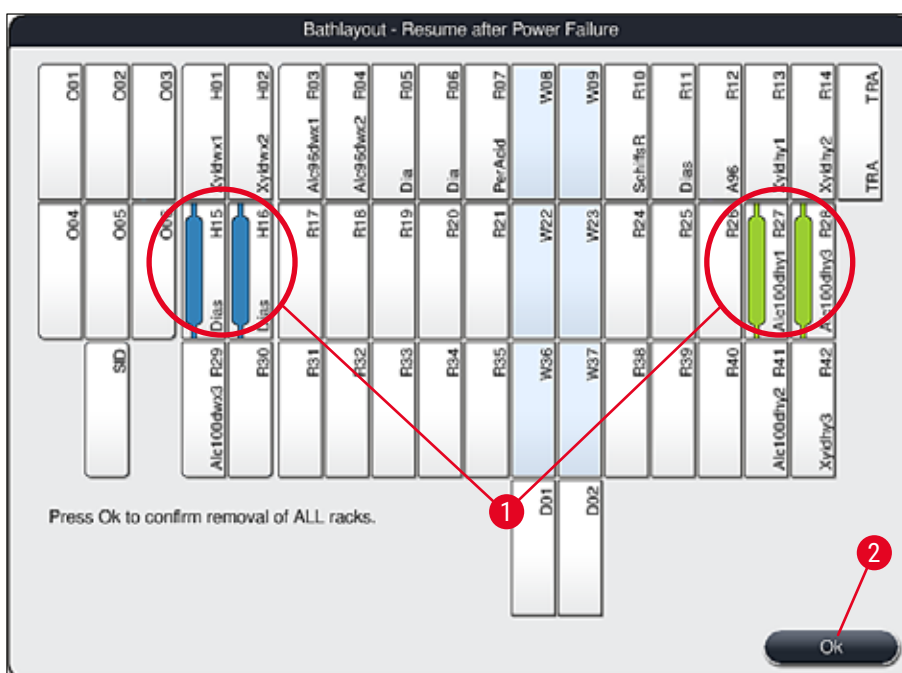 Bathlayout - Resume after Power Failure
O01
O02
O03
Xyldwx1 H01
Xyldwx2 H02
Alc96dwx1 R03
Alc96dwx2 R04
Dia R05
Dia R06
PerAcid R07
W08
W09
SchiffsR R10
Dias R11
A96 R12
Xyldhy1 R13
Xyldhy2 R14
TRA TRA
O04
O05
O06
Dias H15
Dias H16
R17
R18
R19
R20
R21
W22
W23
R24
R25
R26
Alc100dhy1 R27
Alc100dhy3 R28
SID
Alc100dwx3 R29
R30
R31
R32
R33
R34
R35
W36
W37
R38
R39
R40
Alc100dhy2 R41
Xyldhy3 R42
D01
D02
Press Ok to confirm removal of ALL racks.
1
2
Ok